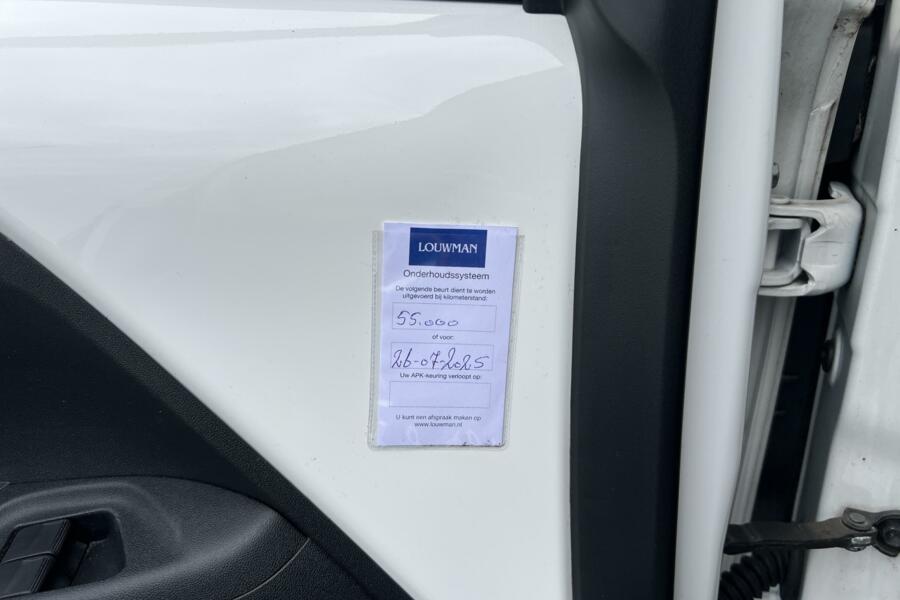 LOUWMAN
Onderhoudssysteem
De volgende beurt dient te worden
uitgevoerd bij kilometerstand:
55.000
of voor:
26-07-2025
Uw APK-keuring verloopt op:
U kunt een afspraak maken op
www.louwman.nl